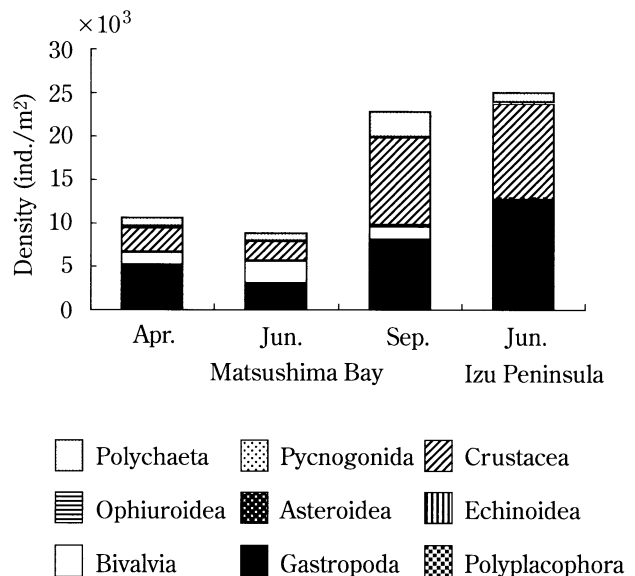 ×10³
30
25
20
15
10
5
0
Density (ind./m²)
Apr. Jun. Sep. Jun.
Matsushima Bay Izu Peninsula
Polychaeta Pycnogonida Crustacea
Ophiuroidea Asteroidea Echinoidea
Bivalvia Gastropoda Polyplacophora